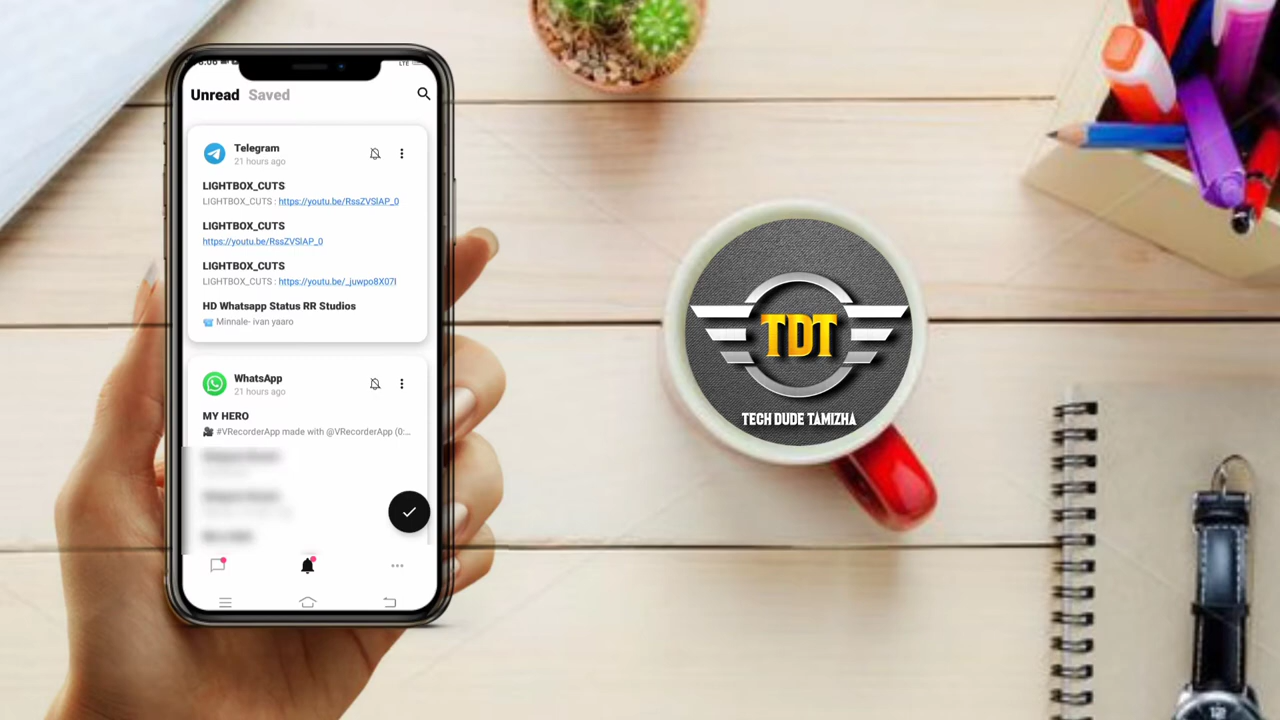 Unread Saved
Telegram
21 hours ago
LIGHTBOX_CUTS
LIGHTBOX_CUTS : https://youtu.be/RssZVSlAP_0
LIGHTBOX_CUTS
https://youtu.be/RssZVSlAP_0
LIGHTBOX_CUTS
LIGHTBOX_CUTS : https://youtu.be/_juwpo8X07I
HD Whatsapp Status RR Studios
Minnale- ivan yaaro
WhatsApp
21 hours ago
MY HERO
#VRecorderApp made with @VRecorderApp (0:...
TDT
TECH DUDE TAMIZHA